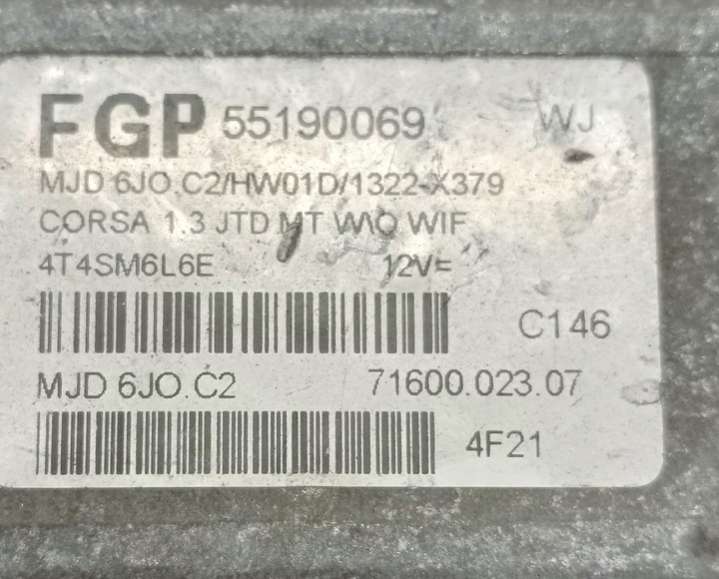 FGP 55190069 WJ
MJD 6JO.C2/HW01D/1322-X379
CORSA 1.3 JTD MT W\O WIF
4T4SM6L6E 12V=
C146
MJD 6JO.C2 71600.023.07
4F21